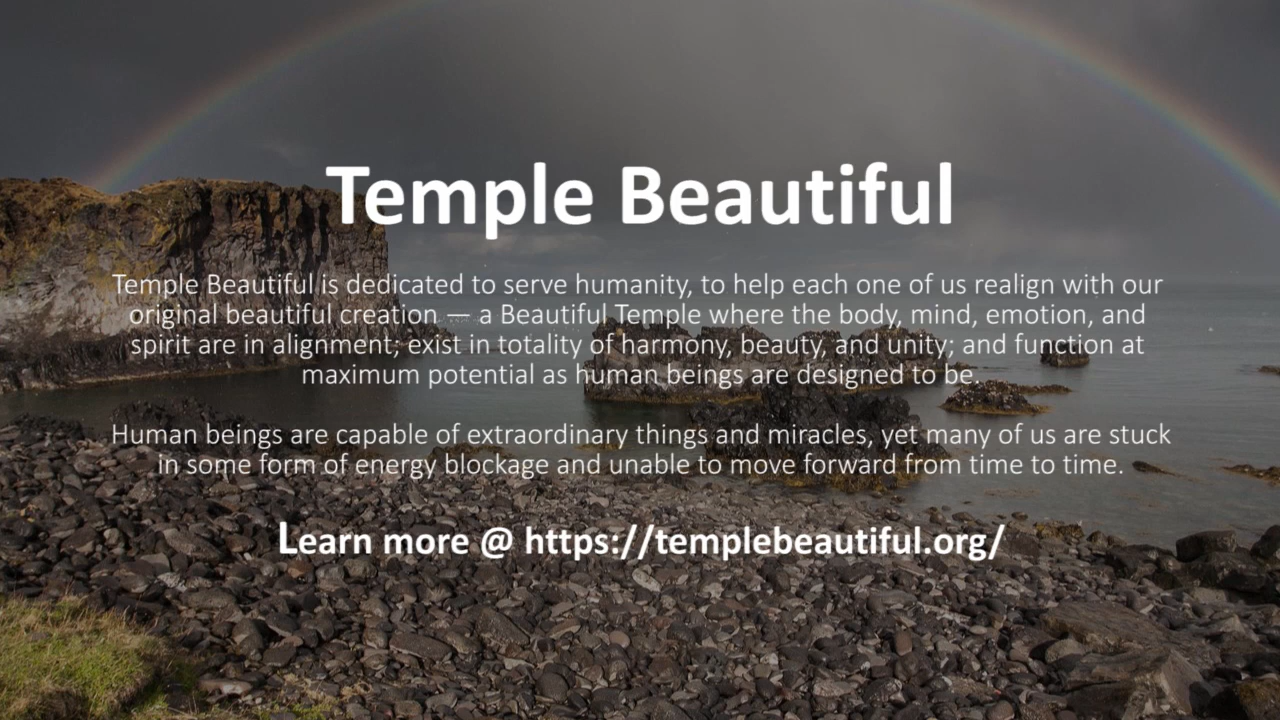 Temple Beautiful
Temple Beautiful is dedicated to serve humanity, to help each one of us realign with our
original beautiful creation — a Beautiful Temple where the body, mind, emotion, and
spirit are in alignment; exist in totality of harmony, beauty, and unity; and function at
maximum potential as human beings are designed to be.
Human beings are capable of extraordinary things and miracles, yet many of us are stuck
in some form of energy blockage and unable to move forward from time to time.
Learn more @ https://templebeautiful.org/